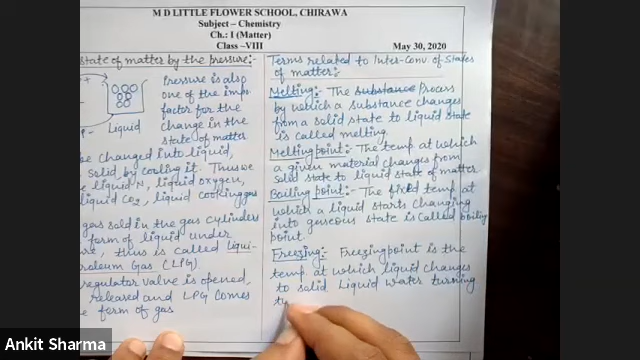 M D LITTLE FLOWER SCHOOL, CHIRAWA
Subject – Chemistry
Ch.: I (Matter)
Class –VIII
May 30, 2020
state of matter by the pressure:-
Pressure is also
one of the imp.
factor for the
change in the
state of matter
Liquid
be changed into liquid,
solid by cooling it. Thus we
liquid N, liquid oxygen,
liquid CO2, liquid cooking gas
gas sold in the gas cylinders
form of liquid under
thus is called liqui-
roleum Gas (LPG)
regulator valve is opened,
released and LPG comes
form of gas
Terms related to Inter-Conv. of States
of matter:-
Melting:- The substance Process
by which a substance changes
from a solid state to liquid state
is called melting.
Melting point:- The temp at which
a given material changes from
solid state to liquid state of matter.
Boiling point:- The fixed temp at
which a liquid starts changing
into gaseous state is called boiling
point.
Freezing:- Freezing point is the
temp at which liquid changes
to solid Liquid water turning
Ankit Sharma